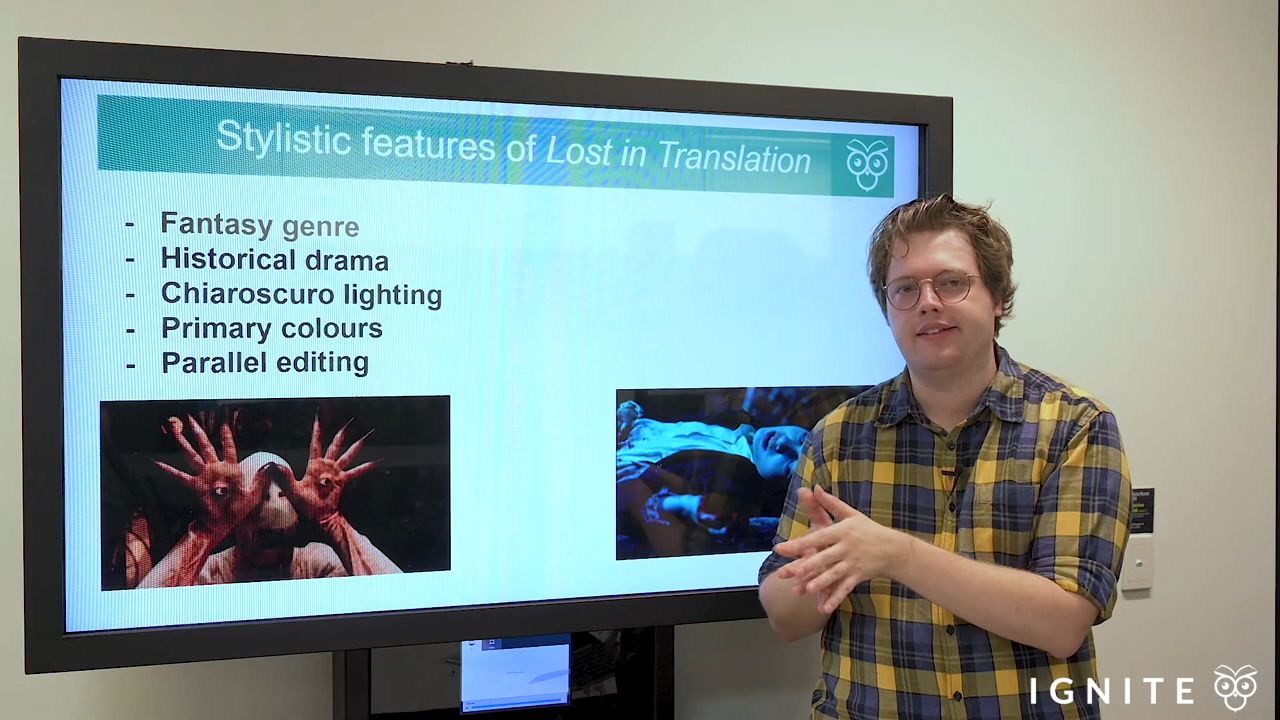 Stylistic features of Lost in Translation
- Fantasy genre
- Historical drama
- Chiaroscuro lighting
- Primary colours
- Parallel editing
IGNITE